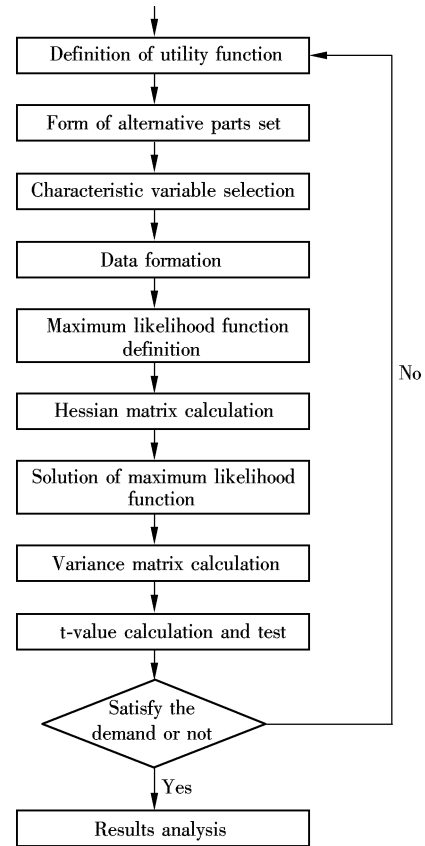 Definition of utility function
Form of alternative parts set
Characteristic variable selection
Data formation
Maximum likelihood function
definition
No
Hessian matrix calculation
Solution of maximum likelihood
function
Variance matrix calculation
t-value calculation and test
Satisfy the
demand or not
Yes
Results analysis